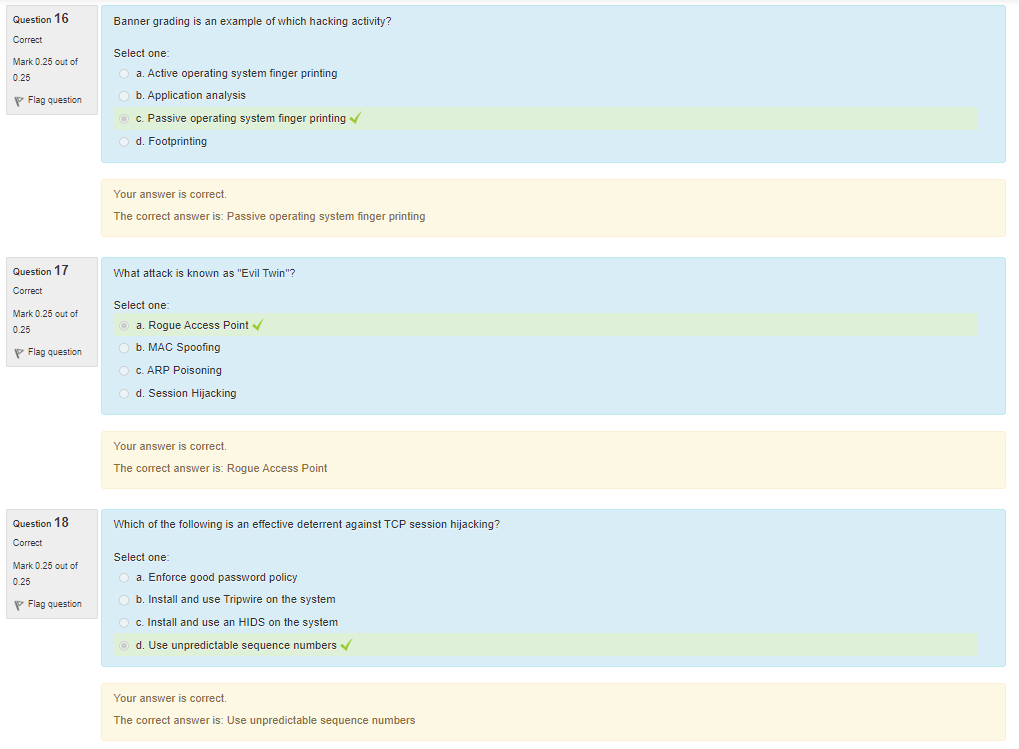 Question 16
Correct
Mark 0.25 out of
0.25
Flag question
Banner grading is an example of which hacking activity?
Select one:
a. Active operating system finger printing
b. Application analysis
c. Passive operating system finger printing
d. Footprinting
Your answer is correct.
The correct answer is: Passive operating system finger printing
Question 17
Correct
Mark 0.25 out of
0.25
Flag question
What attack is known as "Evil Twin"?
Select one:
a. Rogue Access Point
b. MAC Spoofing
c. ARP Poisoning
d. Session Hijacking
Your answer is correct.
The correct answer is: Rogue Access Point
Question 18
Correct
Mark 0.25 out of
0.25
Flag question
Which of the following is an effective deterrent against TCP session hijacking?
Select one:
a. Enforce good password policy
b. Install and use Tripwire on the system
c. Install and use an HIDS on the system
d. Use unpredictable sequence numbers
Your answer is correct.
The correct answer is: Use unpredictable sequence numbers